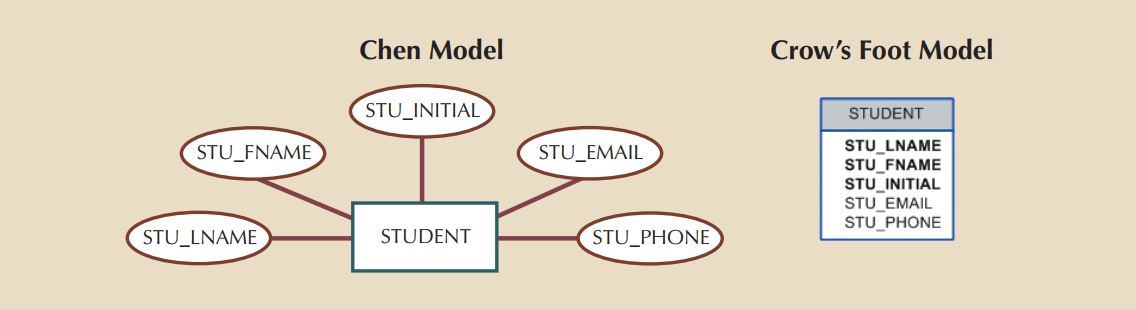 Chen Model
STU_INITIAL
STU_FNAME
STU_EMAIL
STU_LNAME
STUDENT
STU_PHONE
Crow’s Foot Model
STUDENT
STU_LNAME
STU_FNAME
STU_INITIAL
STU_EMAIL
STU_PHONE